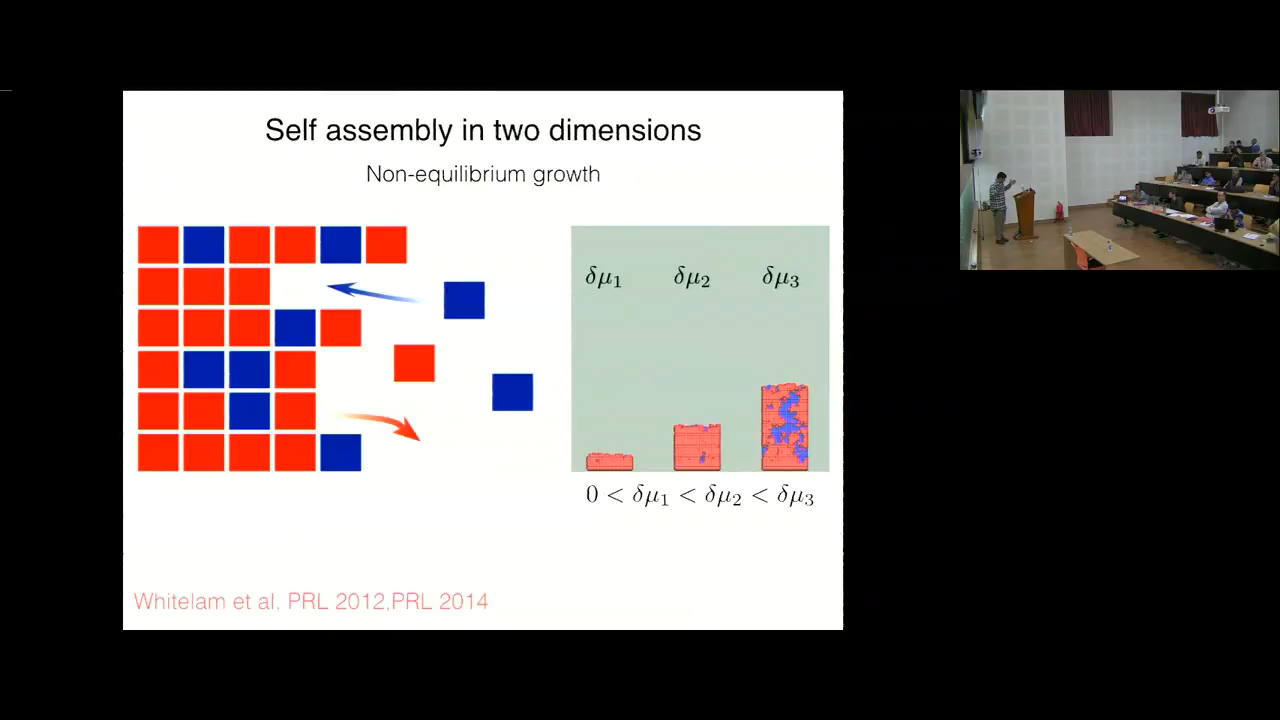 Self assembly in two dimensions
Non-equilibrium growth
δμ₁ δμ₂ δμ₃
0 < δμ₁ < δμ₂ < δμ₃
Whitelam et al, PRL 2012,PRL 2014